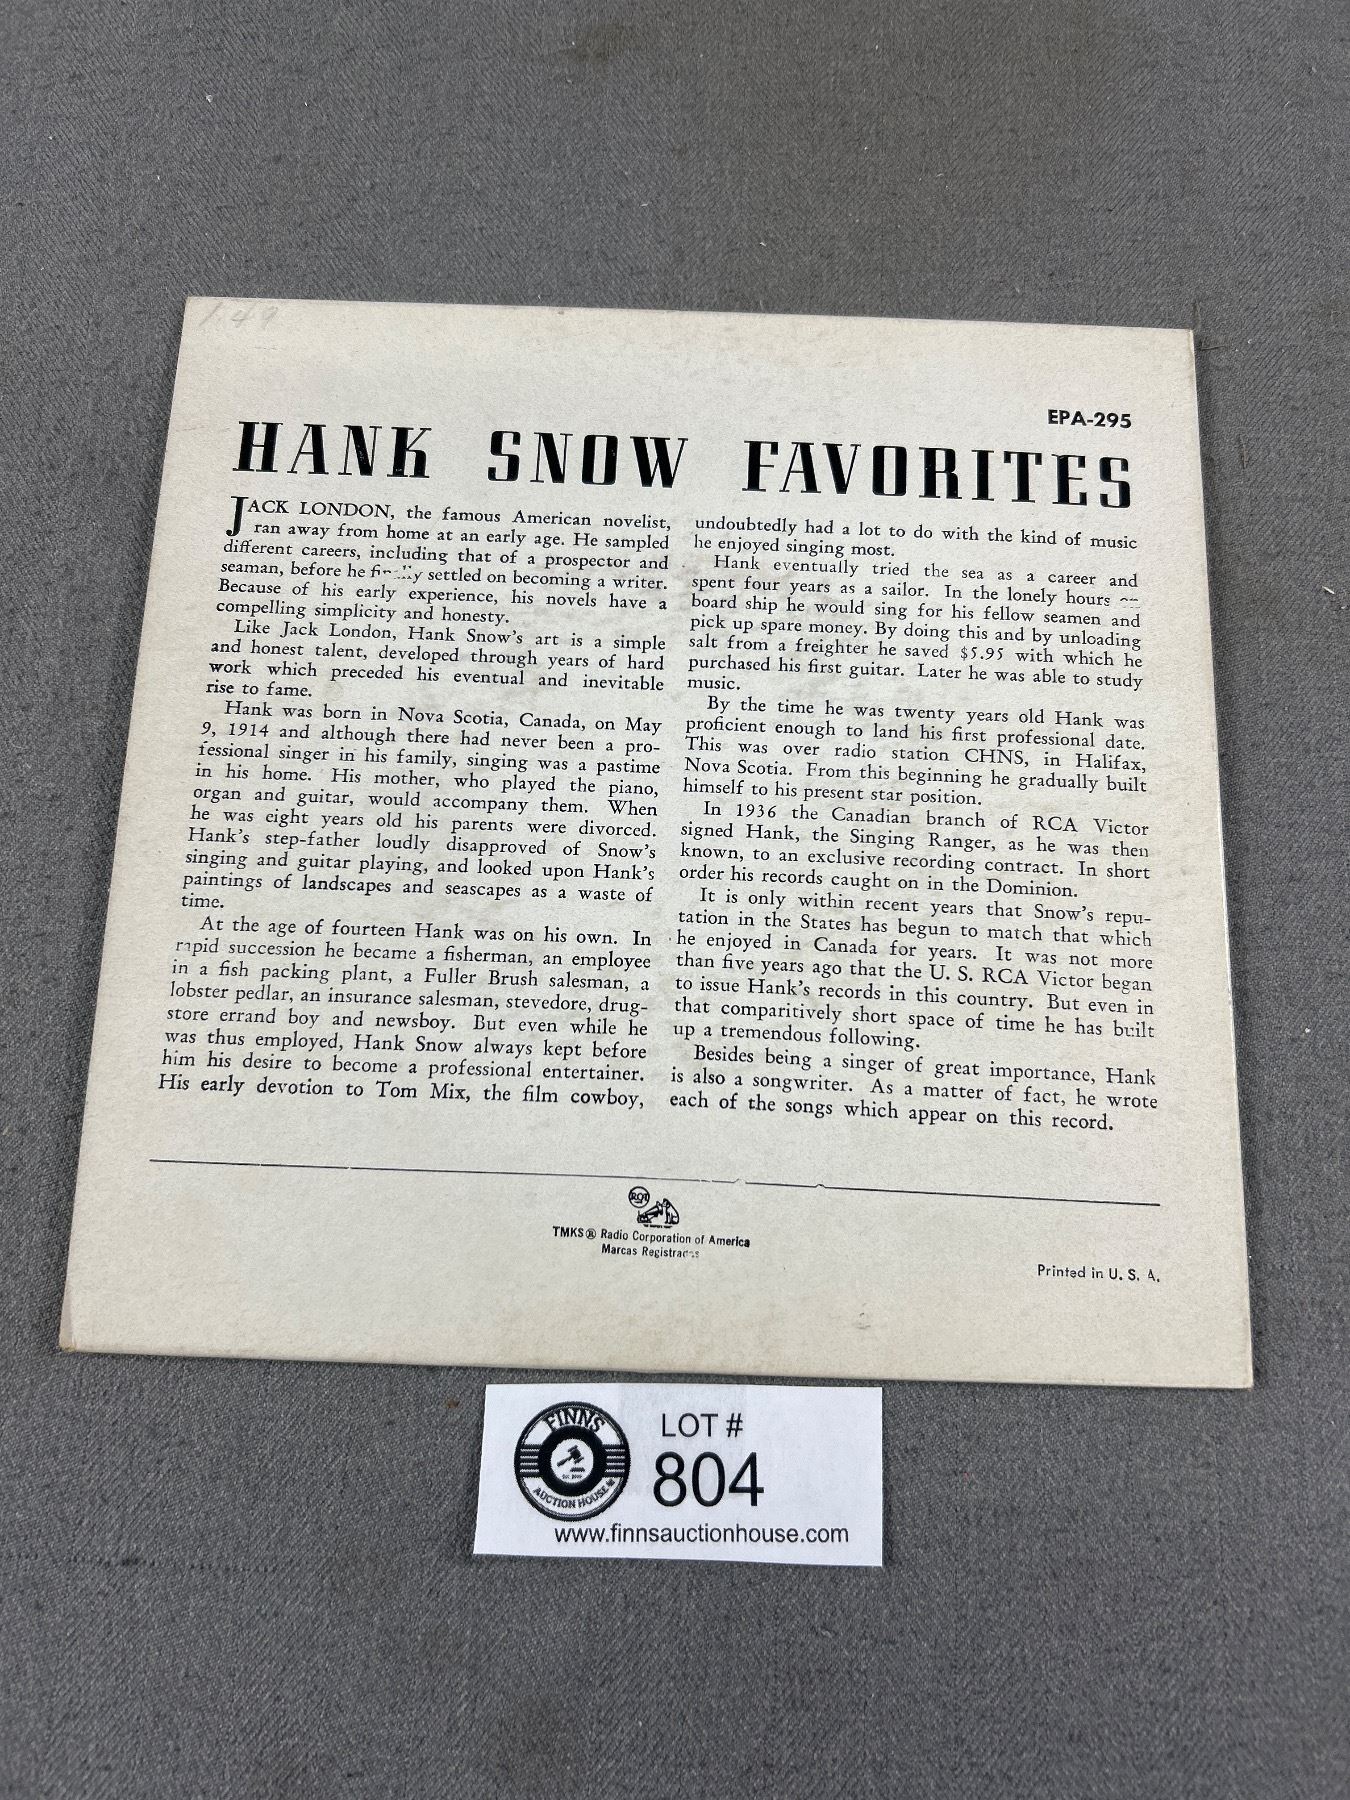 1.49
EPA-295
HANK SNOW FAVORITES
JACK LONDON, the famous American novelist,
ran away from home at an early age. He sampled
different careers, including that of a prospector and
seaman, before he settled on becoming a writer.
Because of his early experience, his novels have a
compelling simplicity and honesty.
Like Jack London, Hank Snow's art is a simple
and honest talent, developed through years of hard
work which preceded his eventual and inevitable
rise to fame.
Hank was born in Nova Scotia, Canada, on May
9, 1914 and although there had never been a pro-
fessional singer in his family, singing was a pastime
in his home. His mother, who played the piano,
organ and guitar, would accompany them. When
he was eight years old his parents were divorced.
Hank's step-father loudly disapproved of Snow's
singing and guitar playing, and looked upon Hank's
paintings of landscapes and seascapes as a waste of
time.
At the age of fourteen Hank was on his own. In
rapid succession he became a fisherman, an employee
in a fish packing plant, a Fuller Brush salesman, a
lobster pedlar, an insurance salesman, stevedore, drug-
store errand boy and newsboy. But even while he
was thus employed, Hank Snow always kept before
him his desire to become a professional entertainer.
His early devotion to Tom Mix, the film cowboy,
undoubtedly had a lot to do with the kind of music
he enjoyed singing most.
Hank eventually tried the sea as a career and
spent four years as a sailor. In the lonely hours
board ship he would sing for his fellow seamen and
pick up spare money. By doing this and by unloading
salt from a freighter he saved $5.95 with which he
purchased his first guitar. Later he was able to study
music.
By the time he was twenty years old Hank was
proficient enough to land his first professional date.
This was over radio station CHNS, in Halifax,
Nova Scotia. From this beginning he gradually built
himself to his present star position.
In 1936 the Canadian branch of RCA Victor
signed Hank, the Singing Ranger, as he was then
known, to an exclusive recording contract. In short
order his records caught on in the Dominion.
It is only within recent years that Snow's repu-
tation in the States has begun to match that which
he enjoyed in Canada for years. It was not more
than five years ago that the U. S. RCA Victor began
to issue Hank's records in this country. But even in
that comparitively short space of time he has built
up a tremendous following.
Besides being a singer of great importance, Hank
is also a songwriter. As a matter of fact, he wrote
each of the songs which appear on this record.
TMKS ® Radio Corporation of America
Marcas Registradas
Printed in U. S. A.
FINNS
AUCTION HOUSE
LOT #
804
www.finnsauctionhouse.com